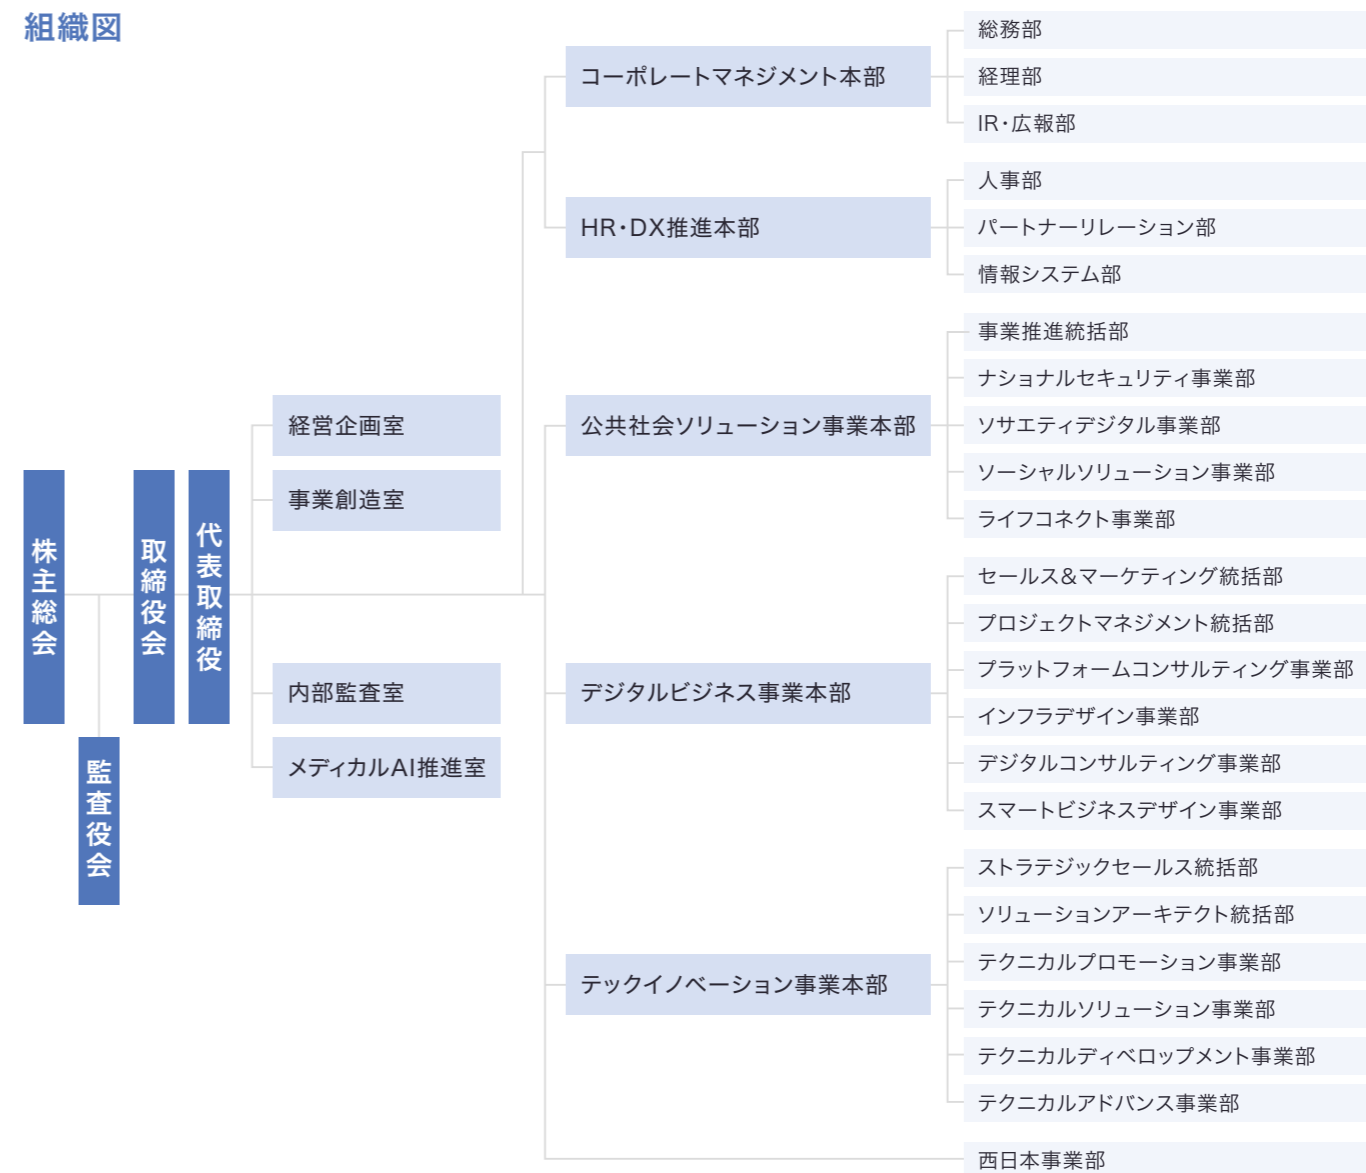 組織図
株主総会
監査役会
取締役会
代表取締役
経営企画室
事業創造室
内部監査室
メディカルAI推進室
コーポレートマネジメント本部
総務部
経理部
IR・広報部
HR・DX推進本部
人事部
パートナーリレーション部
情報システム部
公共社会ソリューション事業本部
事業推進統括部
ナショナルセキュリティ事業部
ソサエティデジタル事業部
ソーシャルソリューション事業部
ライフコネクト事業部
デジタルビジネス事業本部
セールス&マーケティング統括部
プロジェクトマネジメント統括部
プラットフォームコンサルティング事業部
インフラデザイン事業部
デジタルコンサルティング事業部
スマートビジネスデザイン事業部
テックイノベーション事業本部
ストラテジックセールス統括部
ソリューションアーキテクト統括部
テクニカルプロモーション事業部
テクニカルソリューション事業部
テクニカルディベロップメント事業部
テクニカルアドバンス事業部
西日本事業部